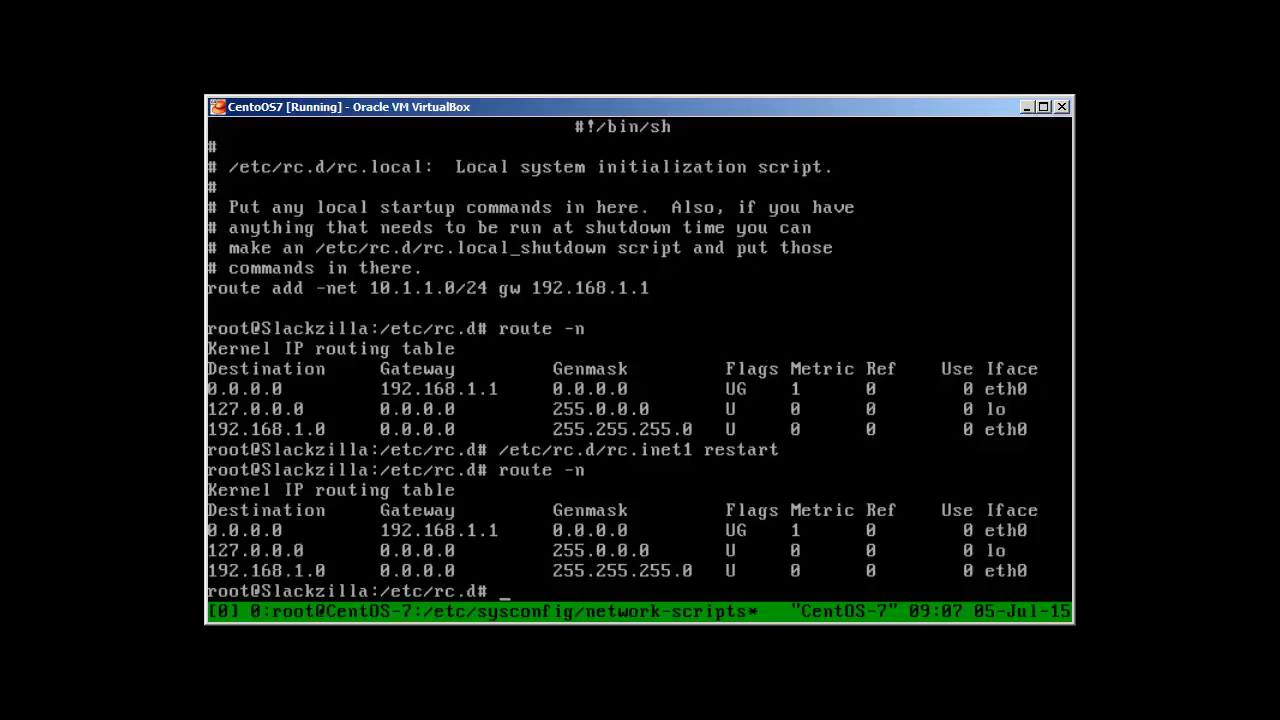 CentoOS7 [Running] - Oracle VM VirtualBox
#!/bin/sh
#
# /etc/rc.d/rc.local:  Local system initialization script.
#
# Put any local startup commands in here.  Also, if you have
# anything that needs to be run at shutdown time you can
# make an /etc/rc.d/rc.local_shutdown script and put those
# commands in there.
route add -net 10.1.1.0/24 gw 192.168.1.1
root@Slackzilla:/etc/rc.d# route -n
Kernel IP routing table
Destination     Gateway         Genmask         Flags Metric Ref    Use Iface
0.0.0.0         192.168.1.1     0.0.0.0         UG    1      0        0 eth0
127.0.0.0       0.0.0.0         255.0.0.0       U     0      0        0 lo
192.168.1.0     0.0.0.0         255.255.255.0   U     0      0        0 eth0
root@Slackzilla:/etc/rc.d# /etc/rc.d/rc.inet1 restart
root@Slackzilla:/etc/rc.d# route -n
Kernel IP routing table
Destination     Gateway         Genmask         Flags Metric Ref    Use Iface
0.0.0.0         192.168.1.1     0.0.0.0         UG    1      0        0 eth0
127.0.0.0       0.0.0.0         255.0.0.0       U     0      0        0 lo
192.168.1.0     0.0.0.0         255.255.255.0   U     0      0        0 eth0
root@Slackzilla:/etc/rc.d# _
[0] 0:root@CentOS-7:/etc/sysconfig/network-scripts*   "CentOS-7" 09:07 05-Jul-15